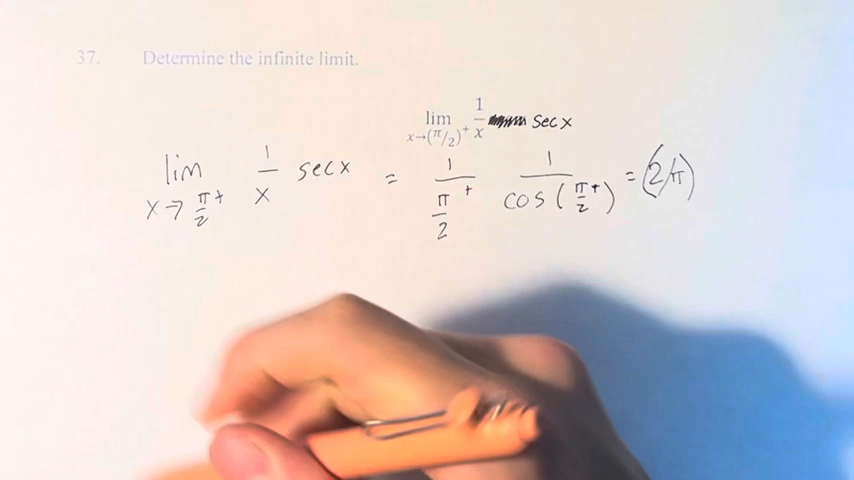 37. Determine the infinite limit.
lim x→(π/2)⁺ 1/x sec x
lim x→π/2⁺ 1/x sec x = 1/(π/2⁺) 1/cos(π/2⁺) = (2/π)